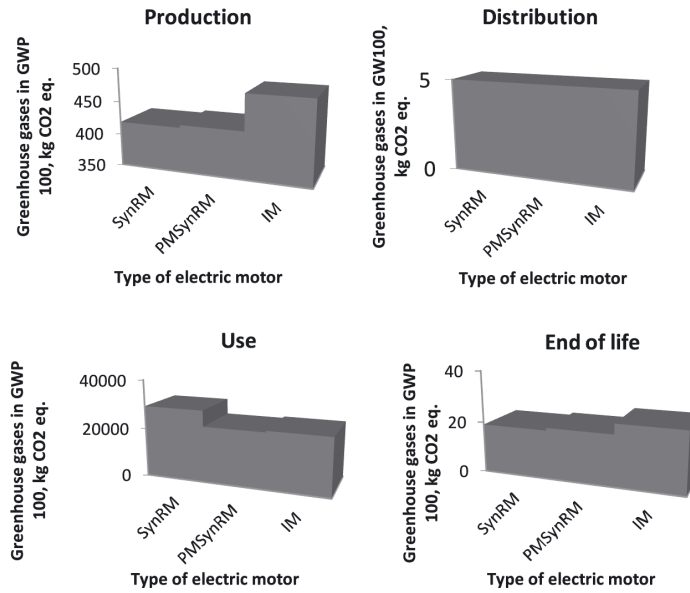 Production
Greenhouse gases in GWP
100, kg CO2 eq.
500
450
400
350
SynRM
PMSynRM
IM
Type of electric motor
Distribution
Greenhouse gases in GW100,
kg CO2 eq.
5
0
SynRM
PMSynRM
IM
Type of electric motor
Use
Greenhouse gases in GWP
100, kg CO2 eq.
40000
20000
0
SynRM
PMSynRM
IM
Type of electric motor
End of life
Greenhouse gases in GWP
100, kg CO2 eq.
40
20
0
SynRM
PMSynRM
IM
Type of electric motor